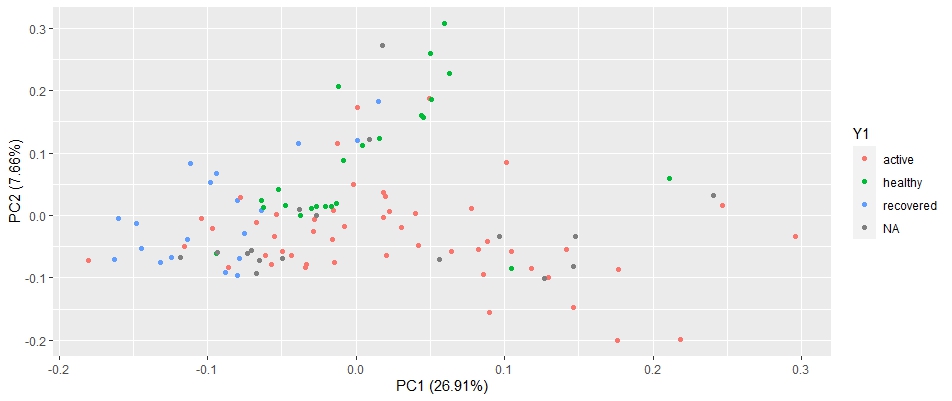 0.3
0.2
0.1
0.0
-0.1
-0.2
PC2 (7.66%)
-0.2
-0.1
0.0
0.1
0.2
0.3
PC1 (26.91%)
Y1
active
healthy
recovered
NA